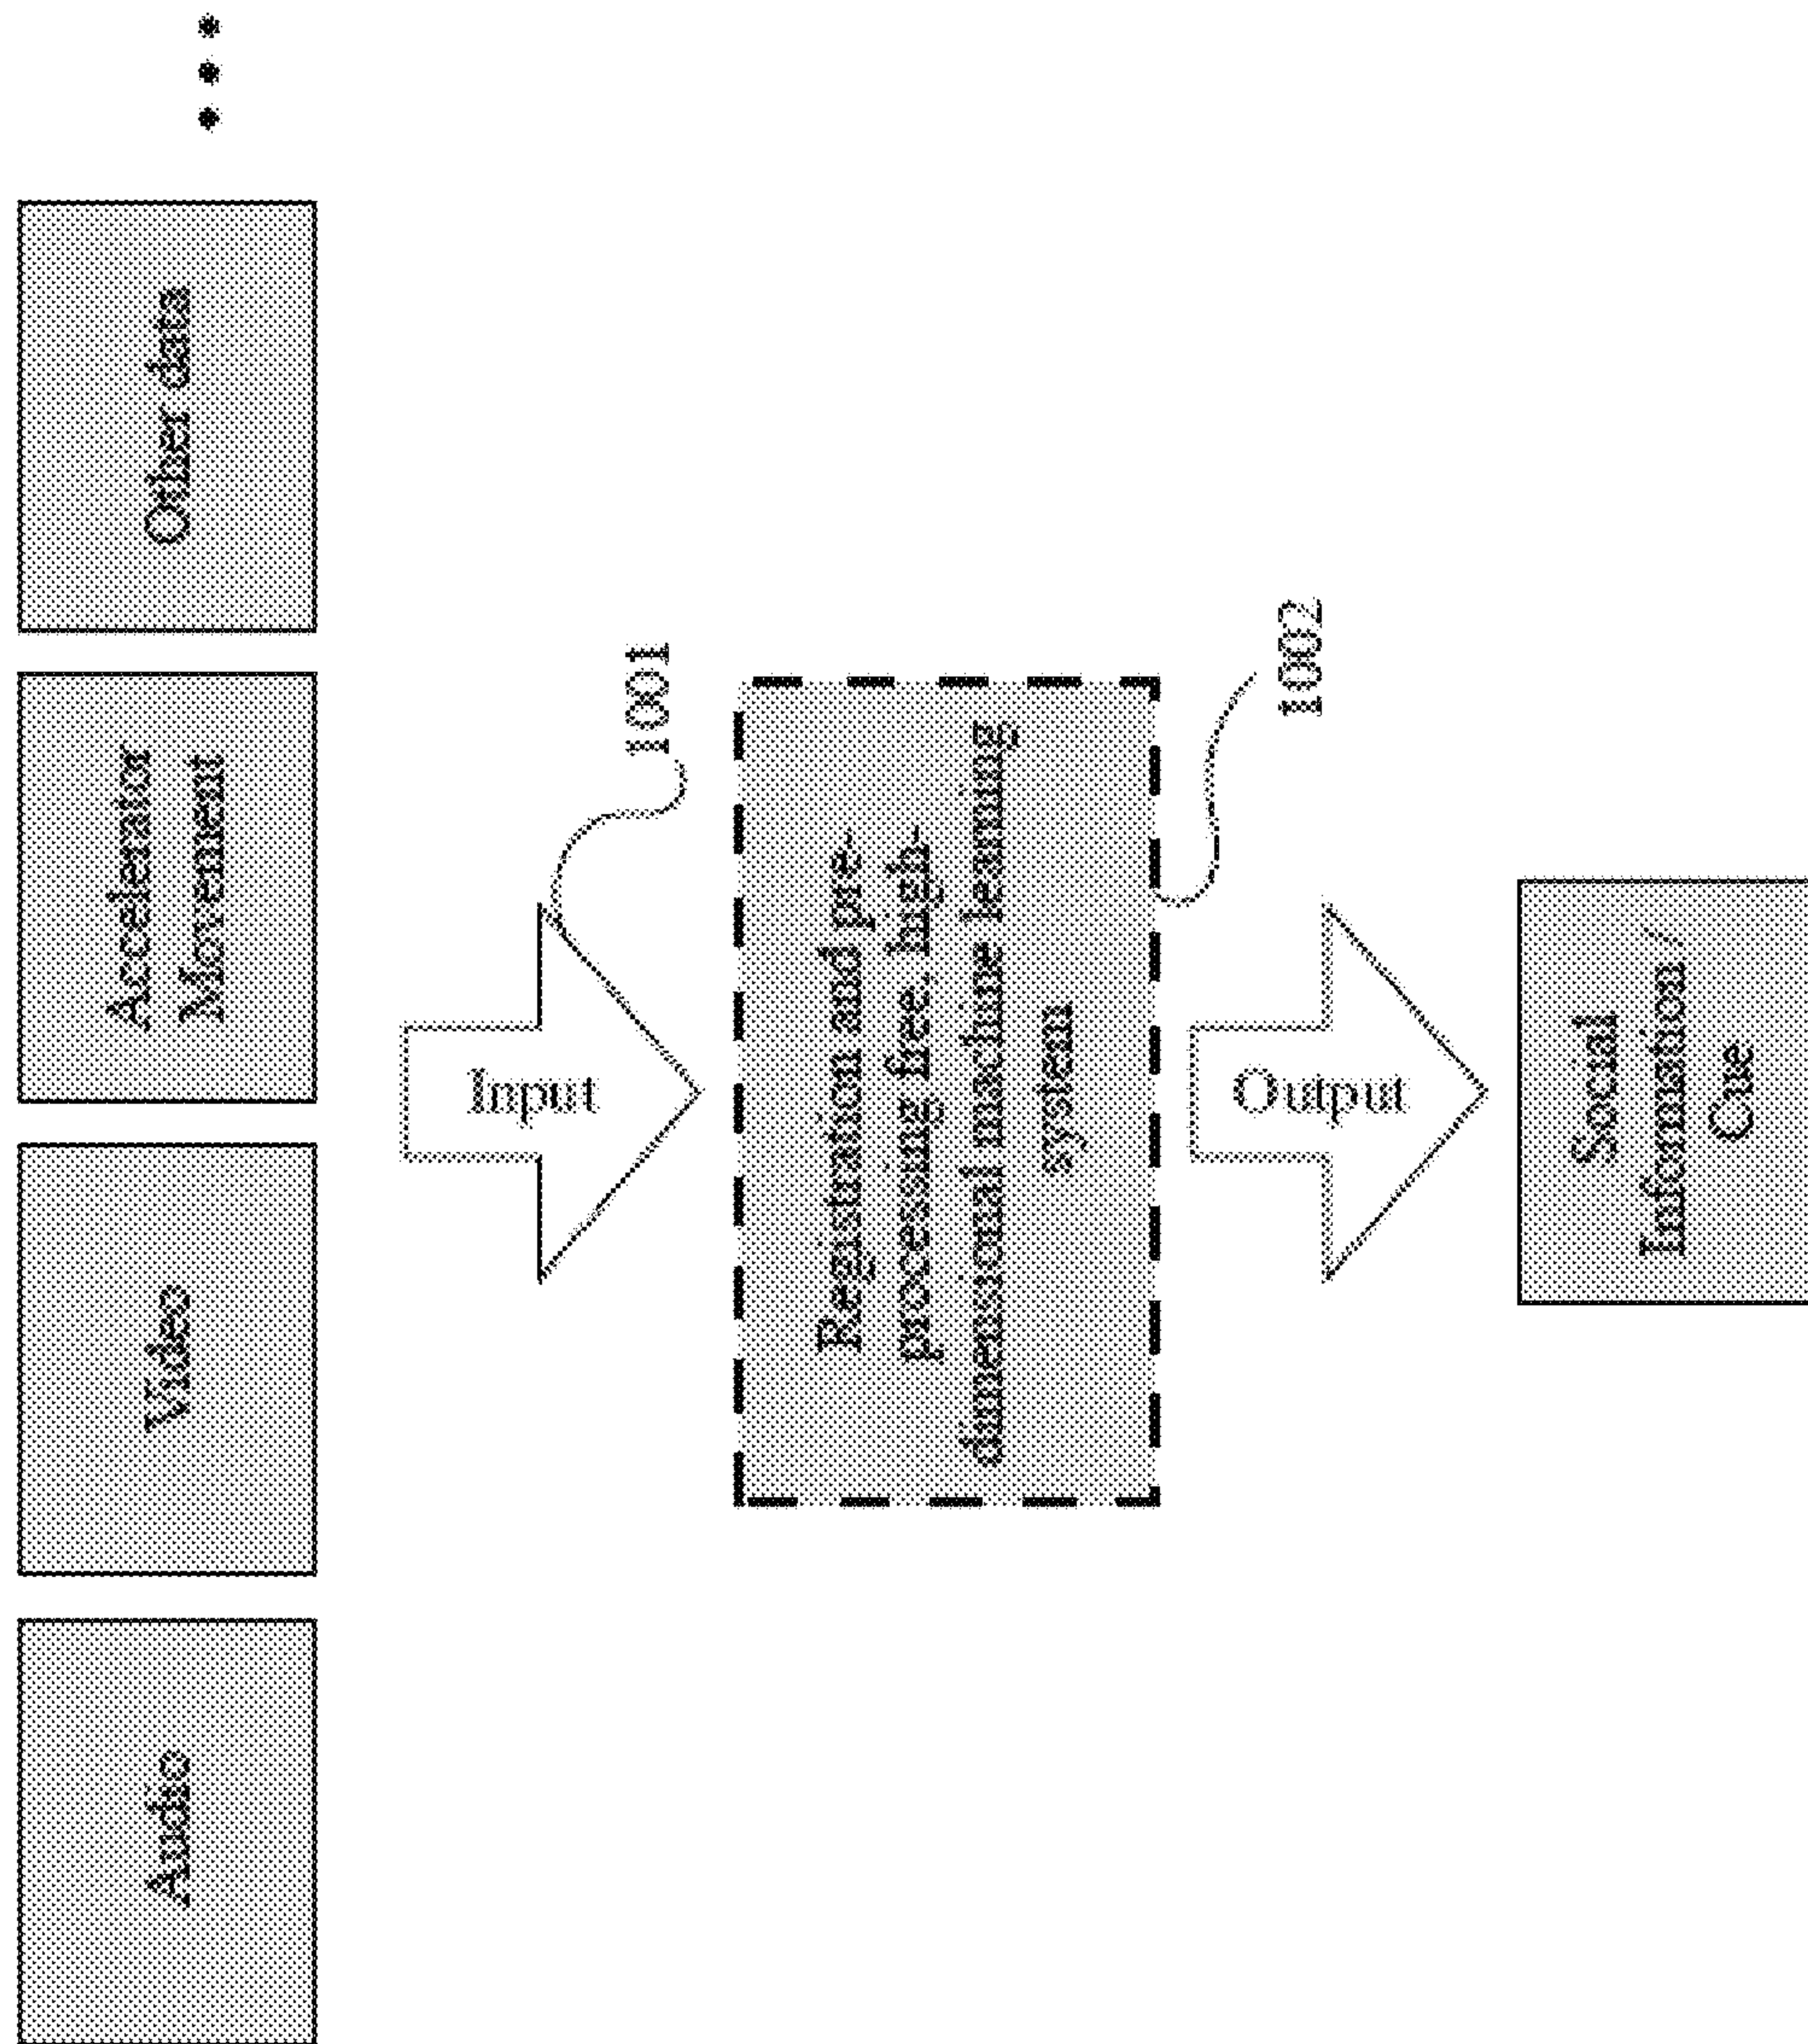 Audio
Video
Accelerator
Movement
Other data
Input
1001
Registration and pre-
processing free, high-
dimensional machine learning
system
1002
Output
Social
Information /
Cue